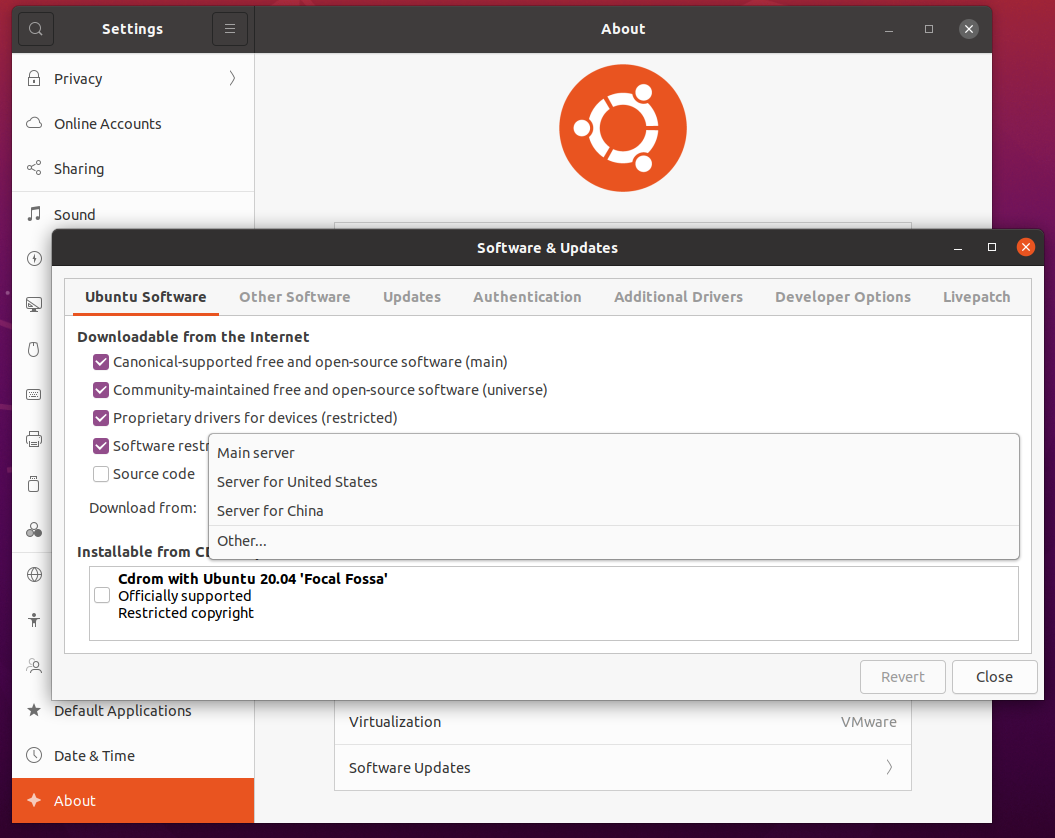 Settings
About
Privacy
Online Accounts
Sharing
Sound
Software & Updates
Ubuntu Software
Other Software
Updates
Authentication
Additional Drivers
Developer Options
Livepatch
Downloadable from the Internet
Canonical-supported free and open-source software (main)
Community-maintained free and open-source software (universe)
Proprietary drivers for devices (restricted)
Software restr
Source code
Download from:
Main server
Server for United States
Server for China
Other...
Installable from
Cdrom with Ubuntu 20.04 'Focal Fossa'
Officially supported
Restricted copyright
Revert
Close
Default Applications
Date & Time
About
Virtualization
VMware
Software Updates